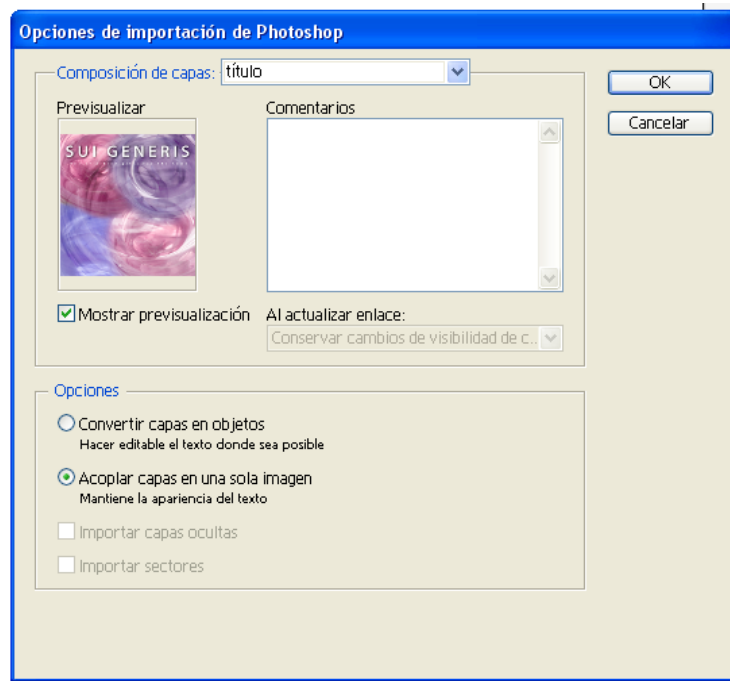 Opciones de importación de Photoshop
Composición de capas: título
OK
Cancelar
Previsualizar
Comentarios
SUI GENERIS
Mostrar previsualización
Al actualizar enlace:
Conservar cambios de visibilidad de c..
Opciones
Convertir capas en objetos
Hacer editable el texto donde sea posible
Acoplar capas en una sola imagen
Mantiene la apariencia del texto
Importar capas ocultas
Importar sectores